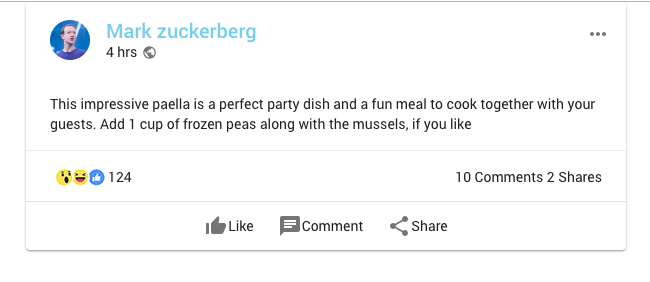 Mark zuckerberg
4 hrs
This impressive paella is a perfect party dish and a fun meal to cook together with your
guests. Add 1 cup of frozen peas along with the mussels, if you like
124 10 Comments 2 Shares
Like Comment Share